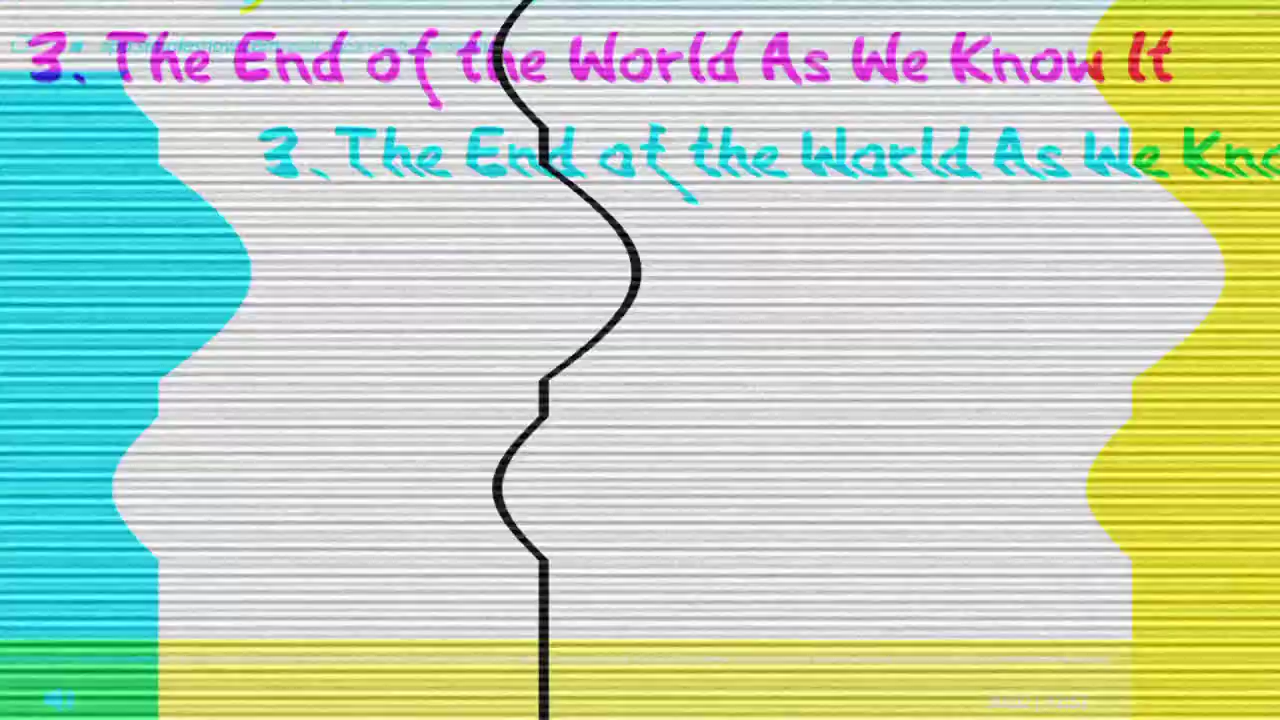 3. The End of the World As We Know It
3. The End of the World As We Kno